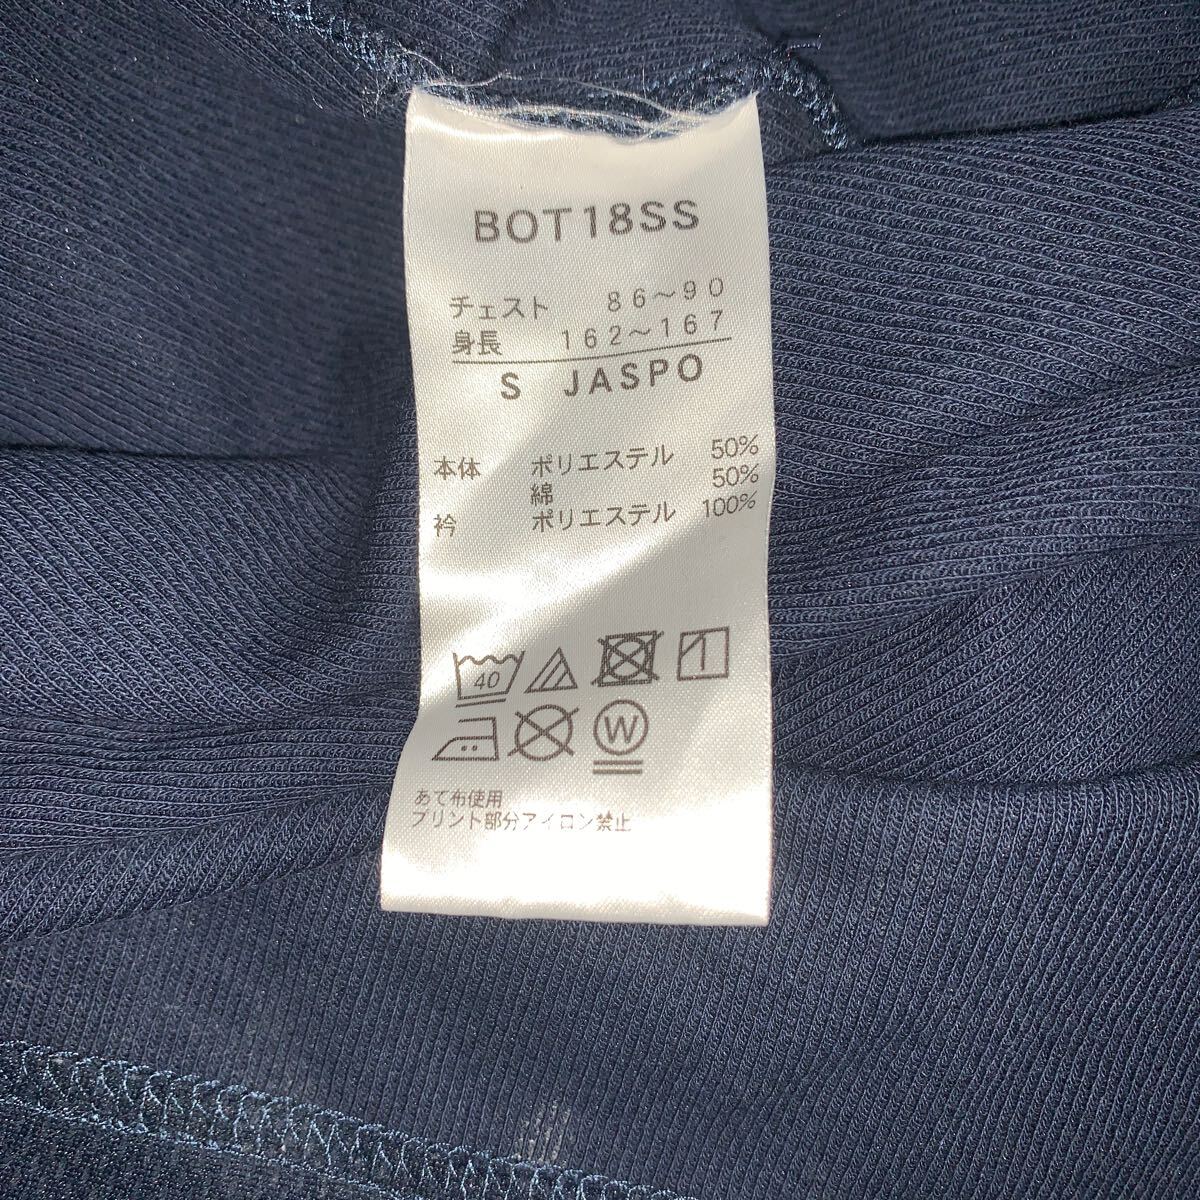 BOT18SS
チェスト 86～90
身長 162～167
S JASPO
本体 ポリエステル 50%
綿 50%
衿 ポリエステル 100%
40
W
あて布使用
プリント部分アイロン禁止